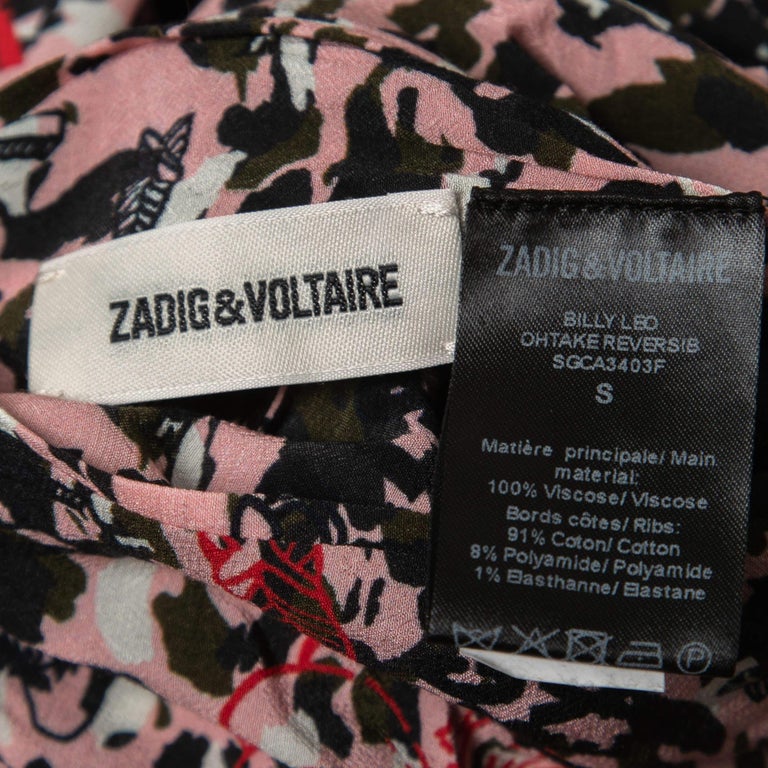 ZADIG&VOLTAIRE
ZADIG&VOLTAIRE
BILLY LEO
OHTAKE REVERSIB
SGCA3403F
S
Matière principale/ Main
material:
100% Viscose/ Viscose
Bords côtes/ Ribs:
91% Coton/ Cotton
8% Polyamide/ Polyamide
1% Elasthanne/ Elastane
P